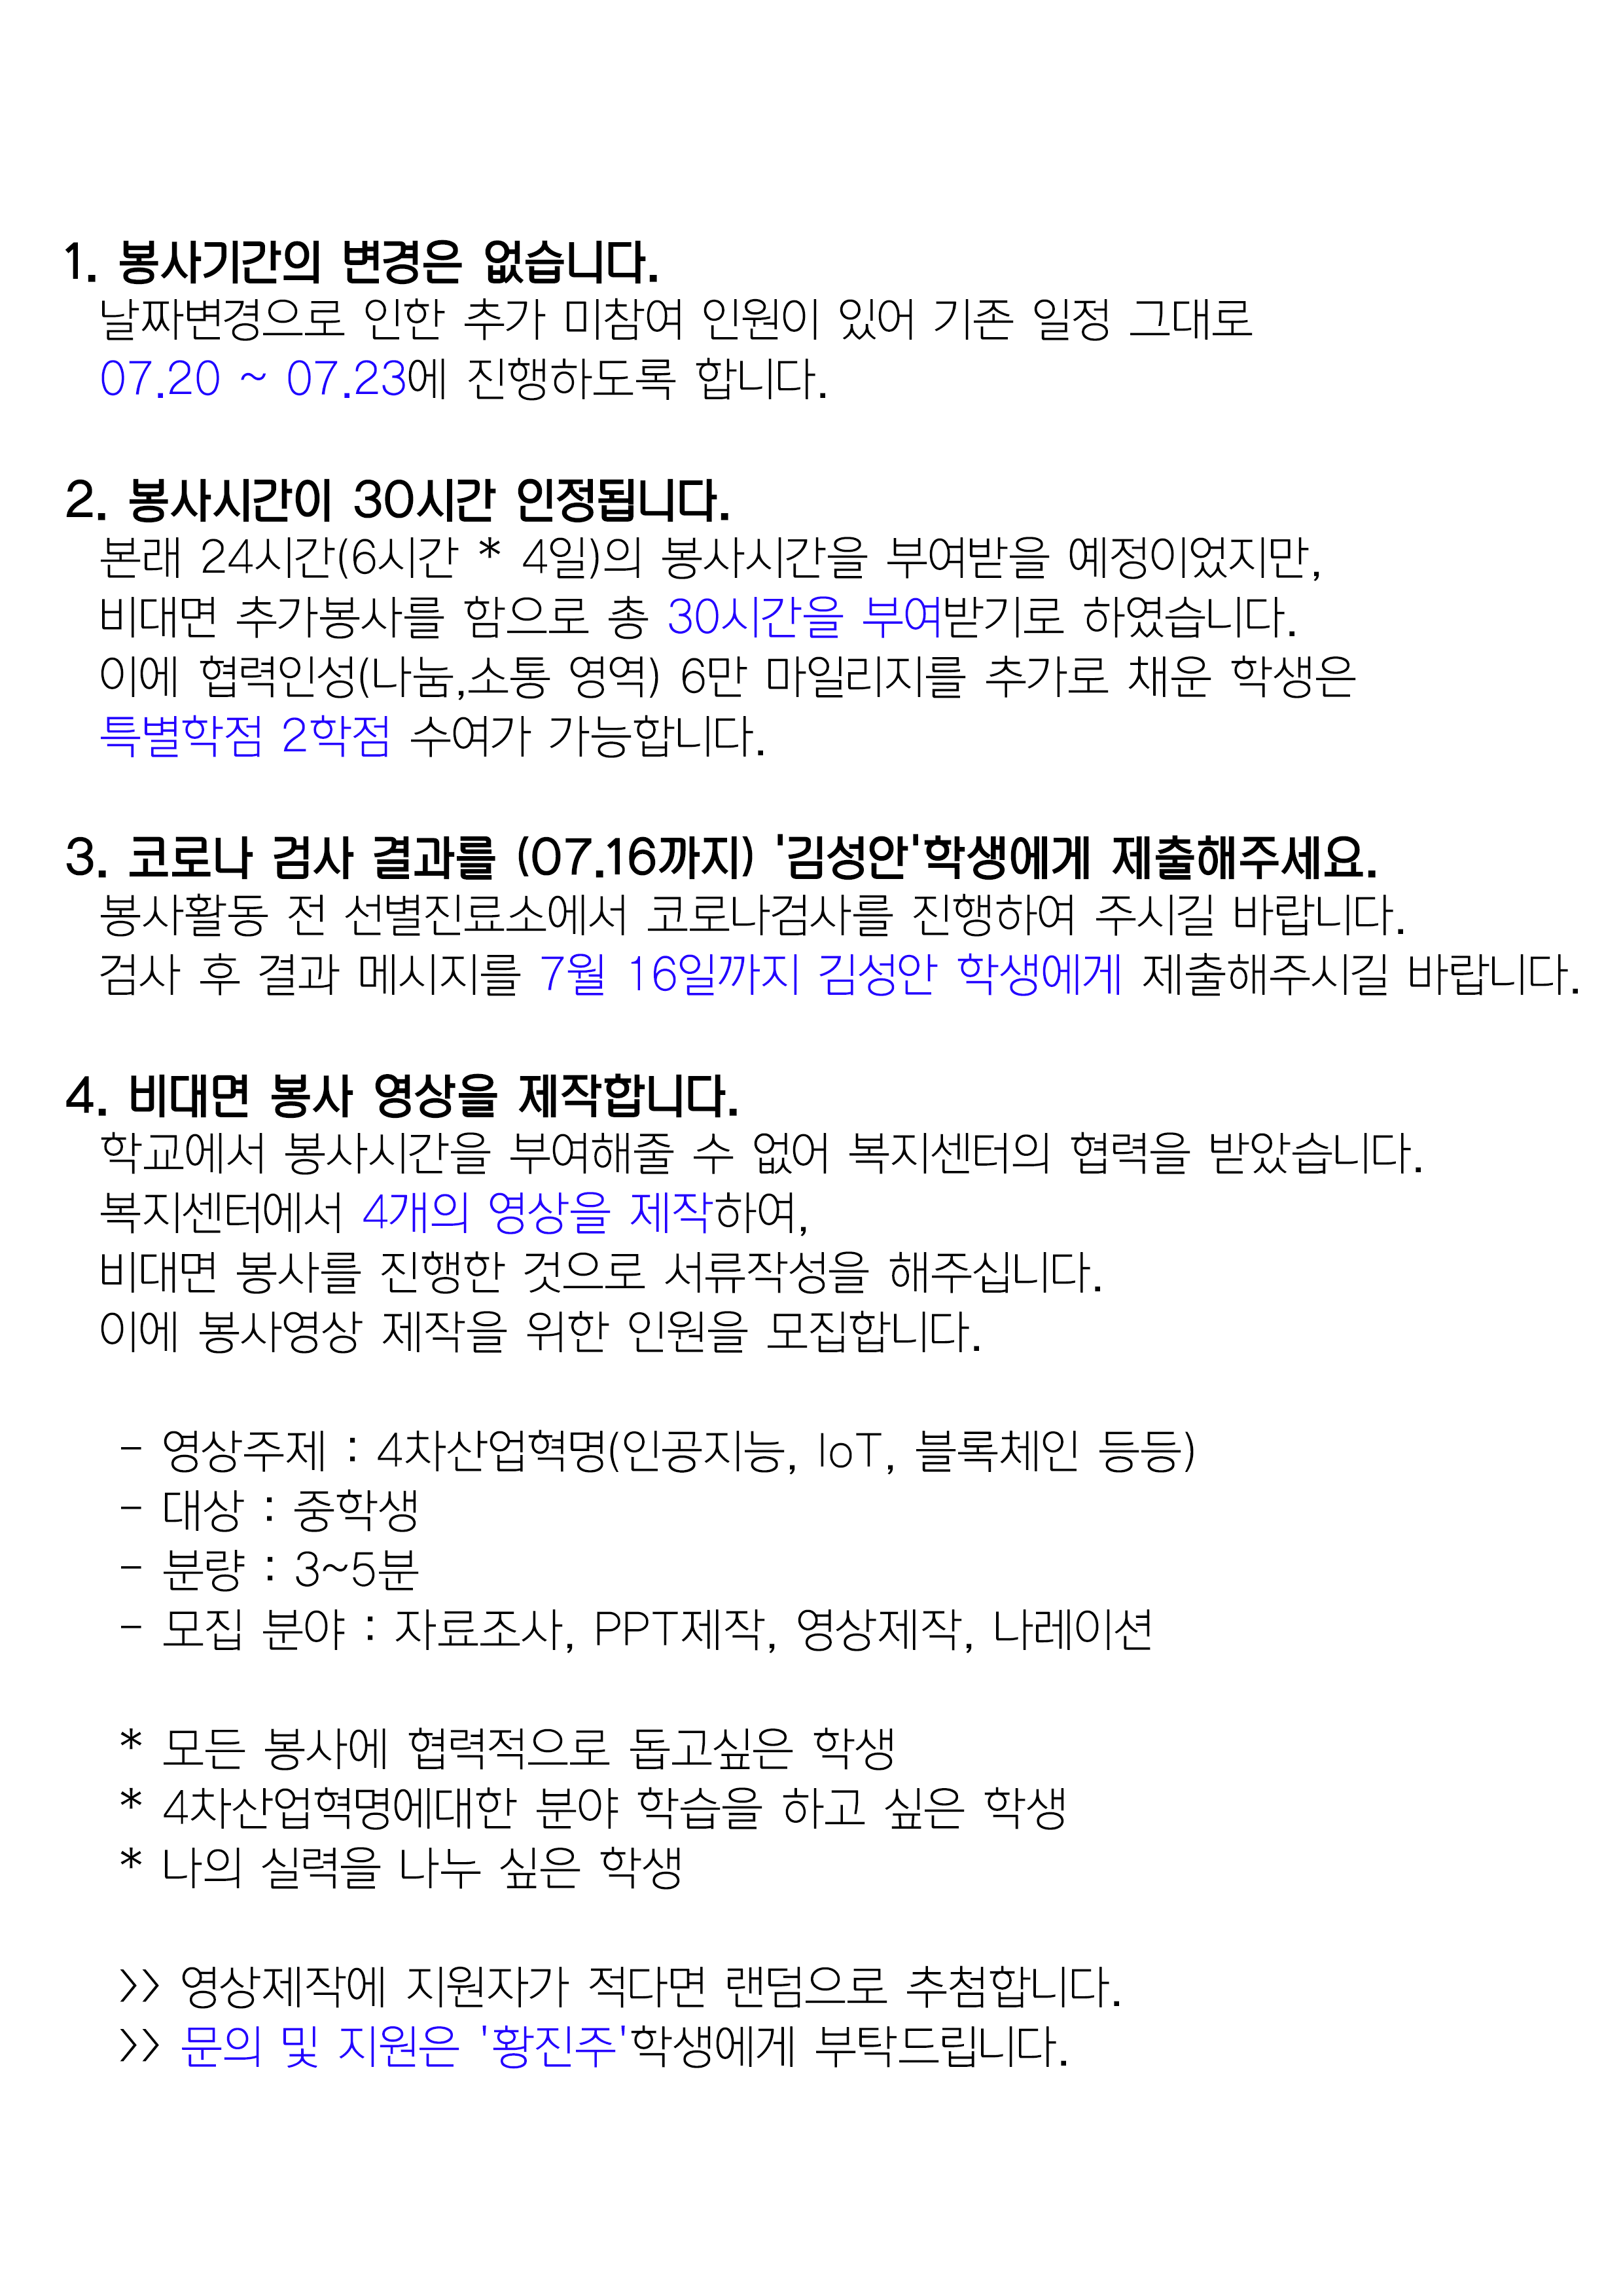 1. 봉사기간의 변경은 없습니다.
날짜변경으로 인한 추가 미참여 인원이 있어 기존 일정 그대로
07.20 ~ 07.23에 진행하도록 합니다.
2. 봉사시간이 30시간 인정됩니다.
본래 24시간(6시간 * 4일)의 봉사시간을 부여받을 예정이었지만,
비대면 추가봉사를 함으로 총 30시간을 부여받기로 하였습니다.
이에 협력인성(나눔,소통 영역) 6만 마일리지를 추가로 채운 학생은
특별학점 2학점 수여가 가능합니다.
3. 코로나 검사 결과를 (07.16까지) '김성안'학생에게 제출해주세요.
봉사활동 전 선별진료소에서 코로나검사를 진행하여 주시길 바랍니다.
검사 후 결과 메시지를 7월 16일까지 김성안 학생에게 제출해주시길 바랍니다.
4. 비대면 봉사 영상을 제작합니다.
학교에서 봉사시간을 부여해줄 수 없어 복지센터의 협력을 받았습니다.
복지센터에서 4개의 영상을 제작하여,
비대면 봉사를 진행한 것으로 서류작성을 해주십니다.
이에 봉사영상 제작을 위한 인원을 모집합니다.
- 영상주제 : 4차산업혁명(인공지능, IoT, 블록체인 등등)
- 대상 : 중학생
- 분량 : 3~5분
- 모집 분야 : 자료조사, PPT제작, 영상제작, 나레이션
* 모든 봉사에 협력적으로 돕고싶은 학생
* 4차산업혁명에대한 분야 학습을 하고 싶은 학생
* 나의 실력을 나누 싶은 학생
>> 영상제작에 지원자가 적다면 랜덤으로 추첨합니다.
>> 문의 및 지원은 '황진주'학생에게 부탁드립니다.